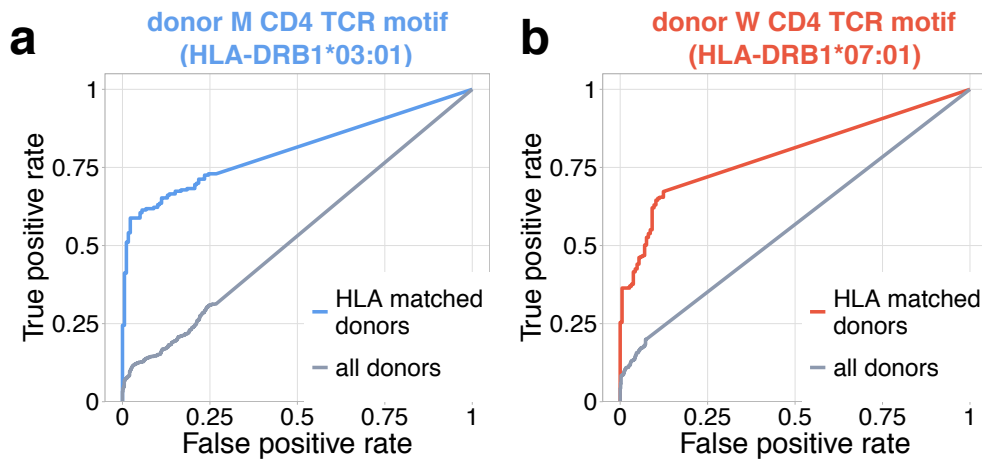 a
donor M CD4 TCR motif
(HLA-DRB1*03:01)
True positive rate
1
0.75
0.5
0.25
0
0
0.25
0.5
0.75
1
False positive rate
HLA matched
donors
all donors
b
donor W CD4 TCR motif
(HLA-DRB1*07:01)
True positive rate
1
0.75
0.5
0.25
0
0
0.25
0.5
0.75
1
False positive rate
HLA matched
donors
all donors